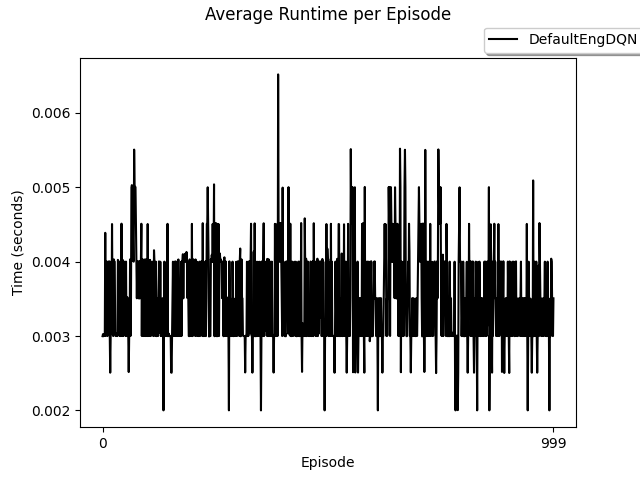 Average Runtime per Episode
DefaultEngDQN
0.006
0.005
0.004
0.003
0.002
Time (seconds)
0
999
Episode